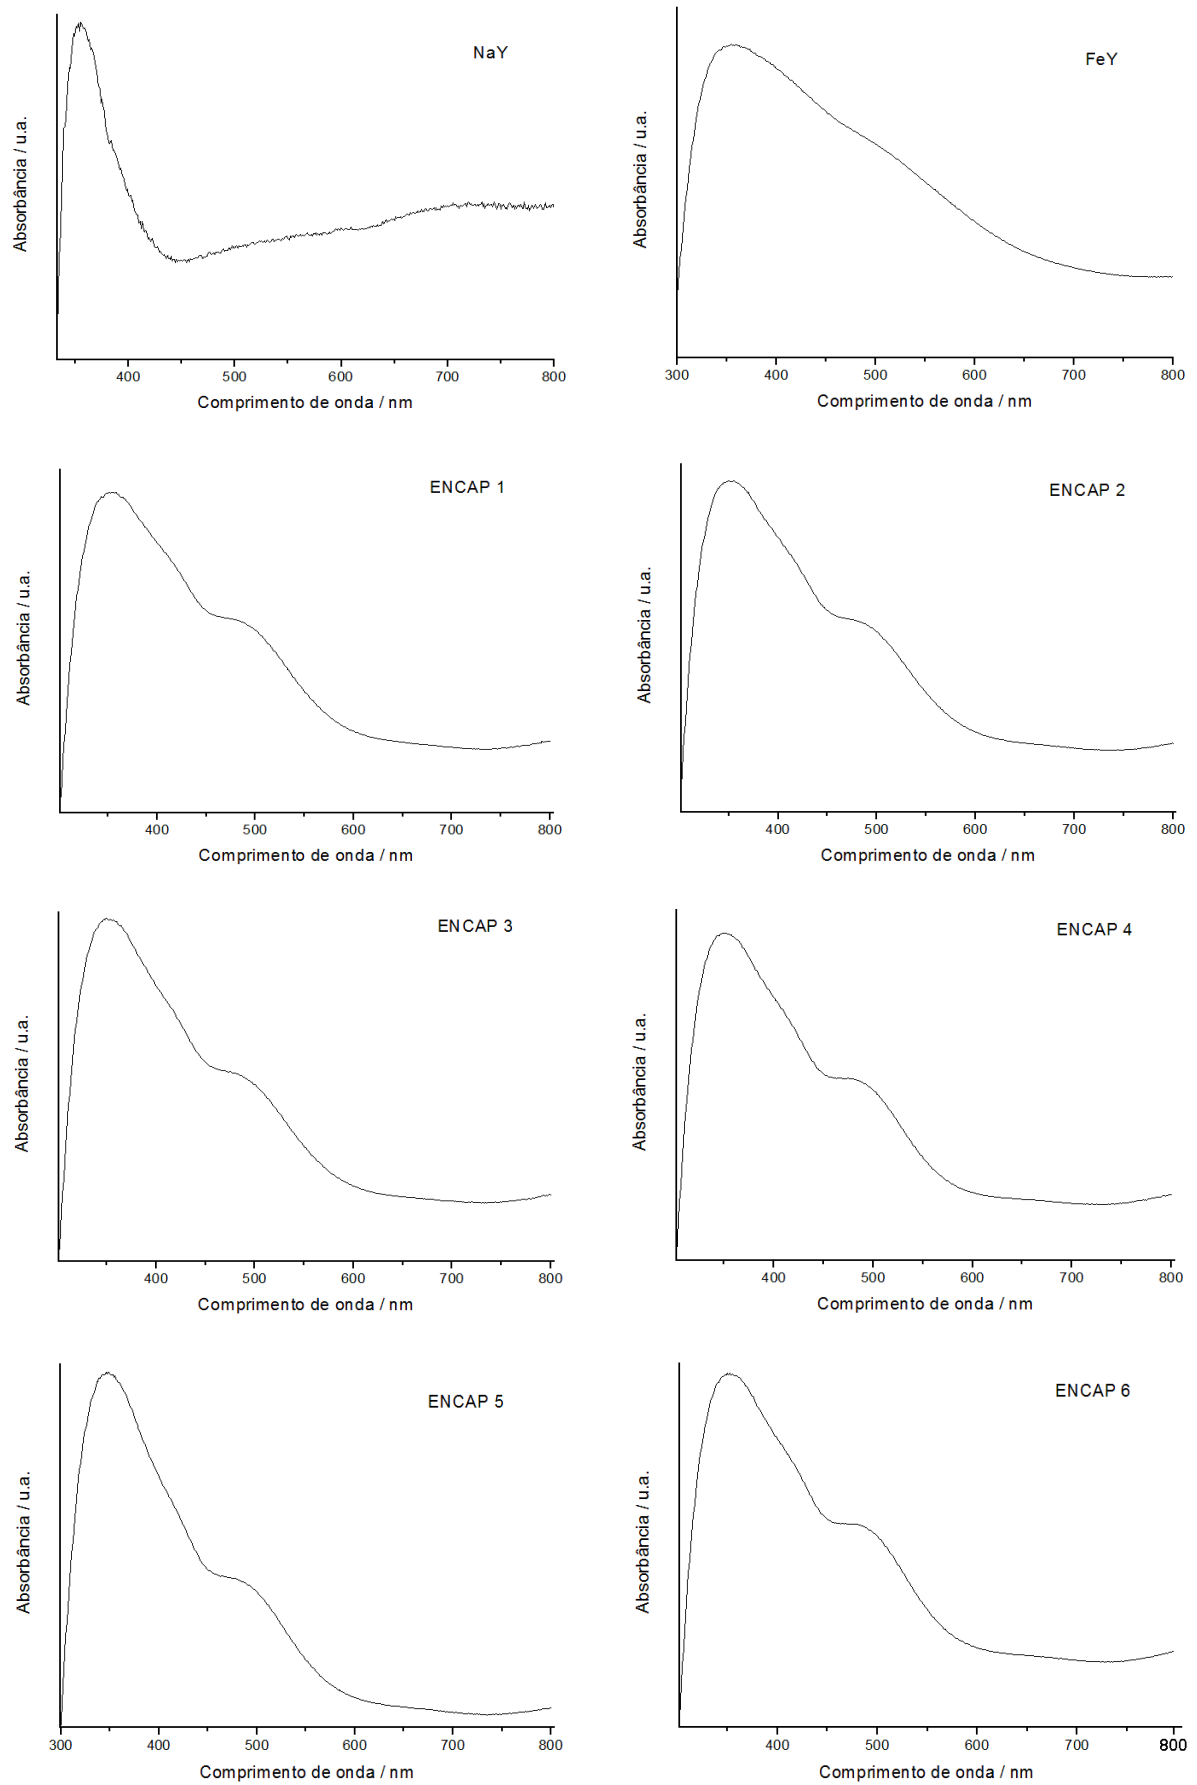 NaY
Absorbância / u.a.
400 500 600 700 800
Comprimento de onda / nm
FeY
Absorbância / u.a.
300 400 500 600 700 800
Comprimento de onda / nm
ENCAP 1
Absorbância / u.a.
400 500 600 700 800
Comprimento de onda / nm
ENCAP 2
Absorbância / u.a.
400 500 600 700 800
Comprimento de onda / nm
ENCAP 3
Absorbância / u.a.
400 500 600 700 800
Comprimento de onda / nm
ENCAP 4
Absorbância / u.a.
400 500 600 700 800
Comprimento de onda / nm
ENCAP 5
Absorbância / u.a.
300 400 500 600 700 800
Comprimento de onda / nm
ENCAP 6
Absorbância / u.a.
400 500 600 700 800
Comprimento de onda / nm